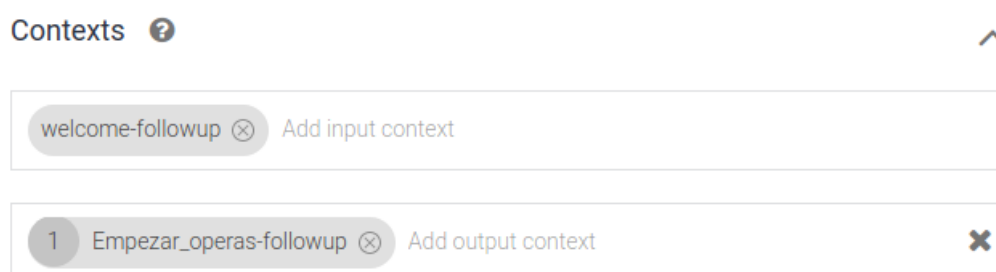 Contexts ?
welcome-followup Add input context
1 Empezar_operas-followup Add output context